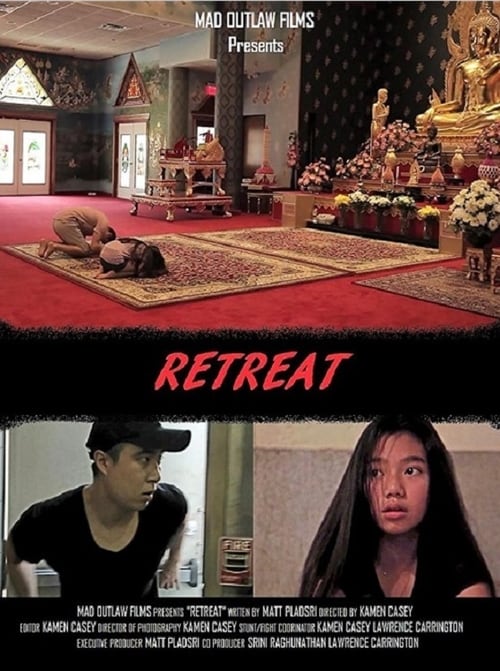 MAD OUTLAW FILMS
Presents
RETREAT
FIRE
MAD OUTLAW FILMS PRESENTS "RETREAT" WRITEN BY MATT PLADSRI DIRECTED BY KAMEN CASEY
EDITOR KAMEN CASEY DIRECTOR OF PHOTOGRAPHY KAMEN CASEY STUNT/FIGHT COORINATOR KAMEN CASEY LAWRENCE CARRINGTON
EXECUTIVE PRODUCER MATT PLADSRI CO PRODUCER SRINI RAGHUNATHAN LAWRENCE CARRINGTON